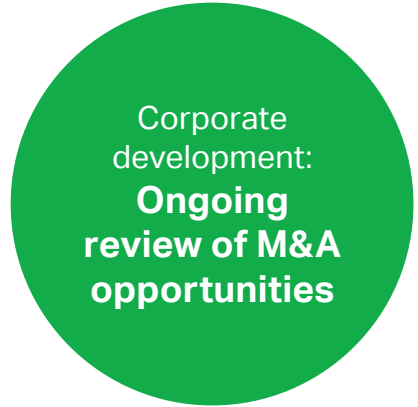 Corporate
development:
Ongoing
review of M&A
opportunities